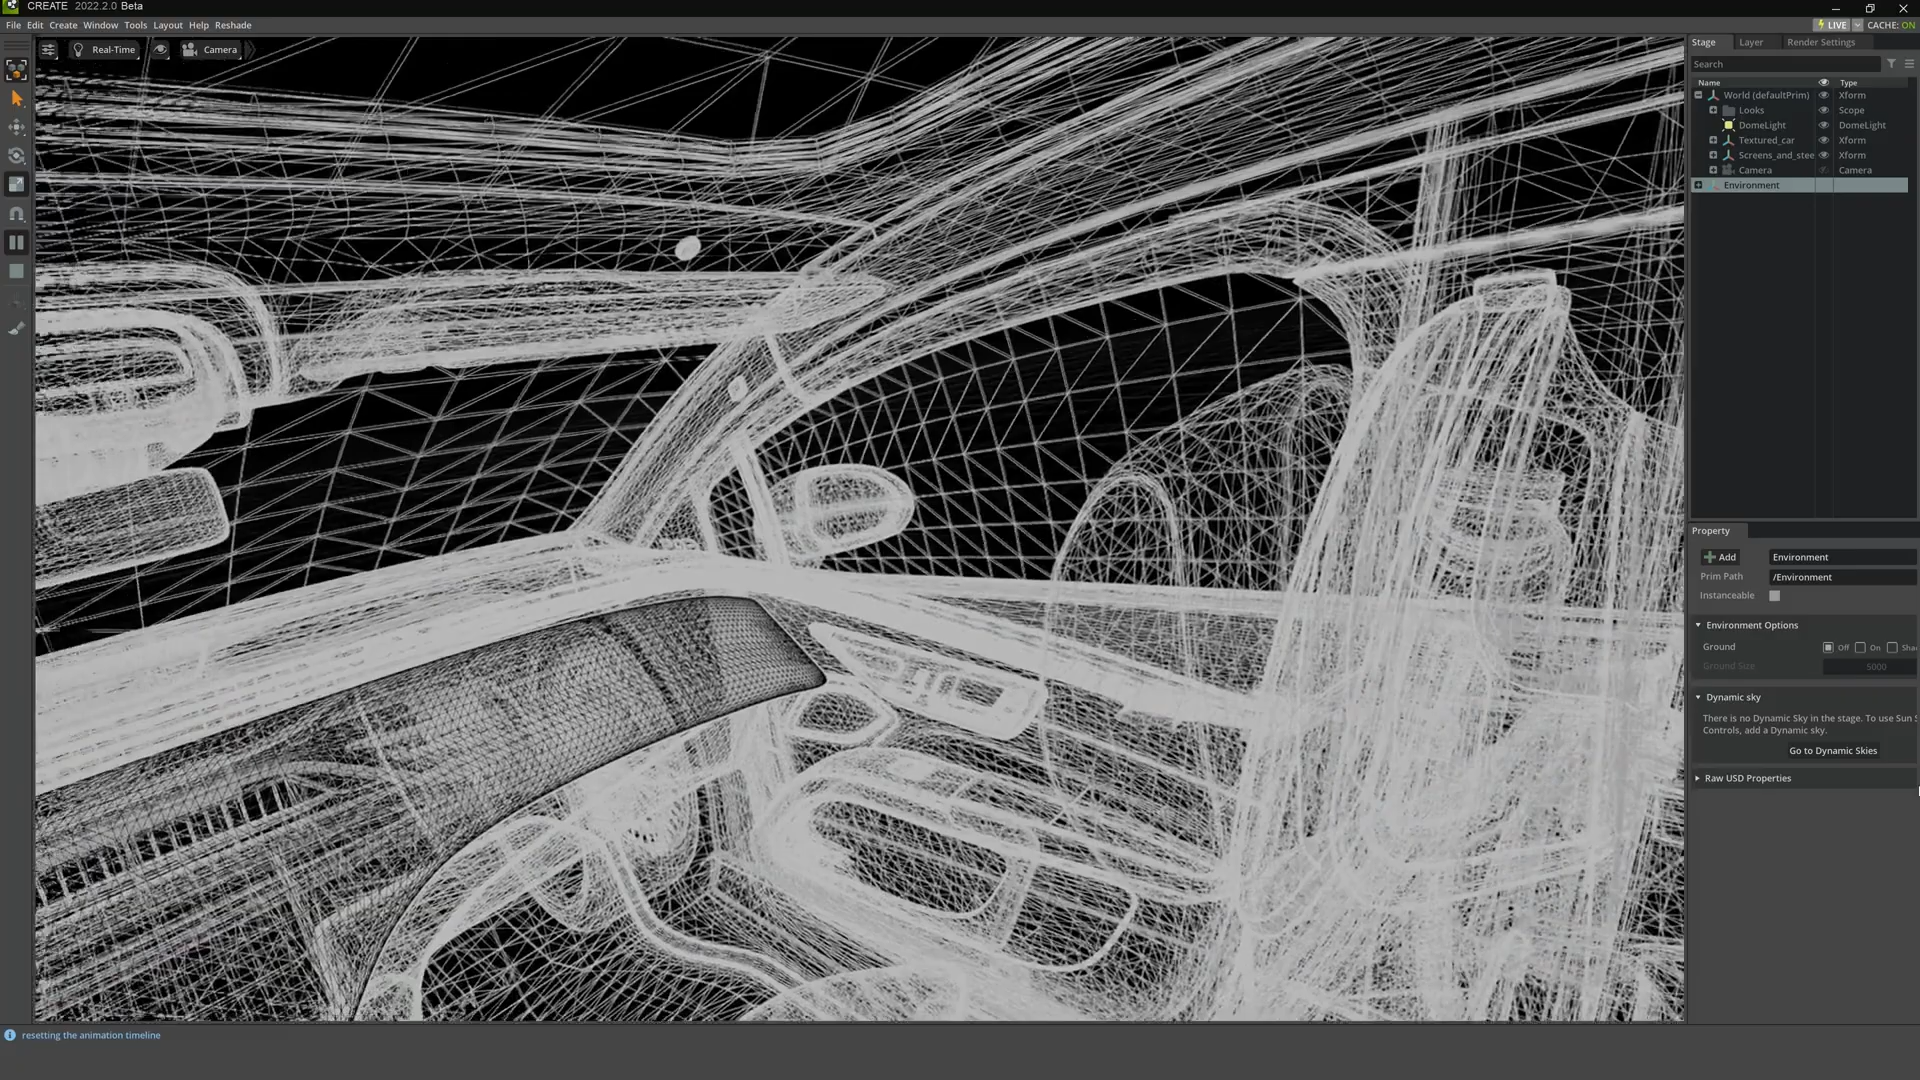 CREATE 2022.2.0 Beta
File Edit Create Window Tools Layout Help Reshade
LIVE CACHE: ON
Real-Time Camera
Stage Layer Render Settings
Search
Name Type
World (defaultPrim) Xform
Looks Scope
DomeLight DomeLight
Textured_car Xform
Screens_and_stee Xform
Camera Camera
Environment
Property
Add Environment
Prim Path /Environment
Instanceable
Environment Options
Ground Off On Sha
Ground Size 5000
Dynamic sky
There is no Dynamic Sky in the stage. To use Sun S
Controls, add a Dynamic sky.
Go to Dynamic Skies
Raw USD Properties
resetting the animation timeline